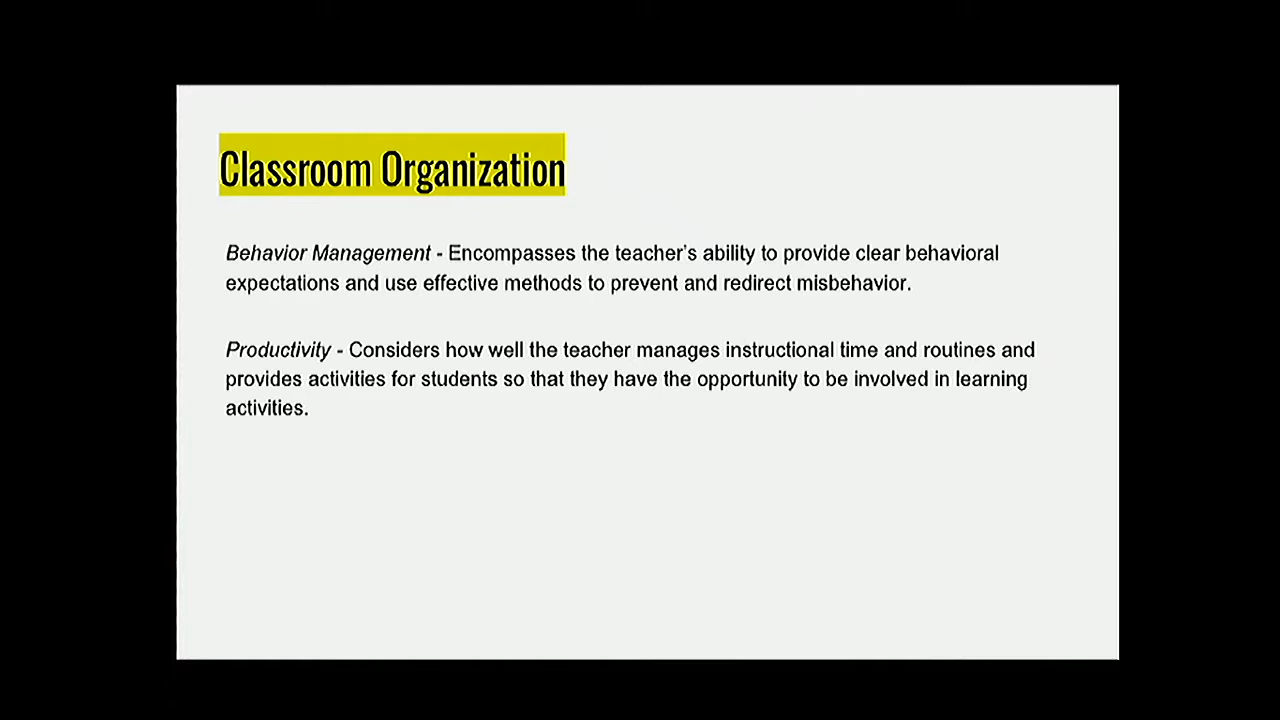 Classroom Organization
Behavior Management - Encompasses the teacher's ability to provide clear behavioral
expectations and use effective methods to prevent and redirect misbehavior.
Productivity - Considers how well the teacher manages instructional time and routines and
provides activities for students so that they have the opportunity to be involved in learning
activities.